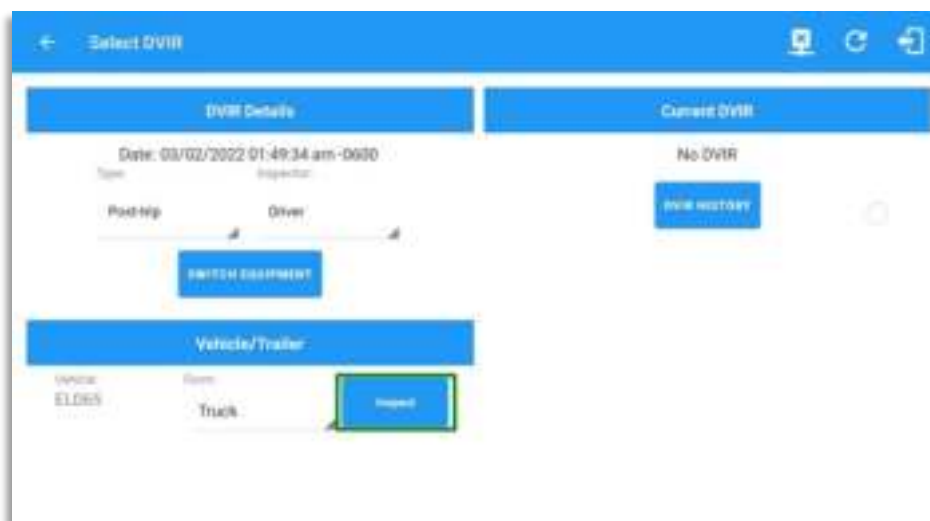 Select DVIR
DVIR Details
Date: 03/02/2022 01:49:34 am -0600
Type: Inspector:
Post-trip Driver
SWITCH EQUIPMENT
Vehicle/Trailer
Vehicle: Form:
ELD65 Truck Inspect
Current DVIR
No DVIR
DVIR HISTORY